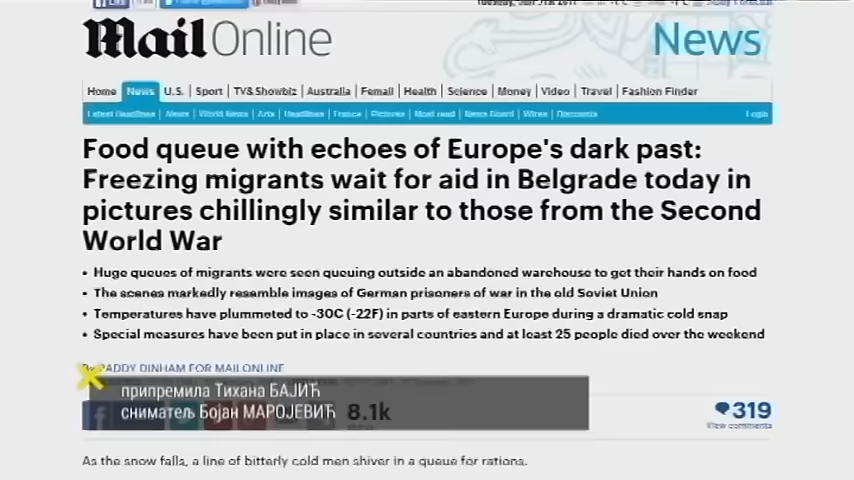 Mail Online
News
Home News U.S. Sport TV&Showbiz Australia Femail Health Science Money Video Travel Fashion Finder
Latest Headlines News World News Arts Headlines France Pictures Most read News Board Wires Login
Food queue with echoes of Europe's dark past:
Freezing migrants wait for aid in Belgrade today in
pictures chillingly similar to those from the Second
World War
• Huge queues of migrants were seen queuing outside an abandoned warehouse to get their hands on food
• The scenes markedly resemble images of German prisoners of war in the old Soviet Union
• Temperatures have plummeted to -30C (-22F) in parts of eastern Europe during a dramatic cold snap
• Special measures have been put in place in several countries and at least 25 people died over the weekend
By PADDY DINHAM FOR MAILONLINE
припремила Тихана БАЈИЋ
сниматељ Бојан МАРОЈЕВИЋ
8.1k
319
View comments
As the snow falls, a line of bitterly cold men shiver in a queue for rations.